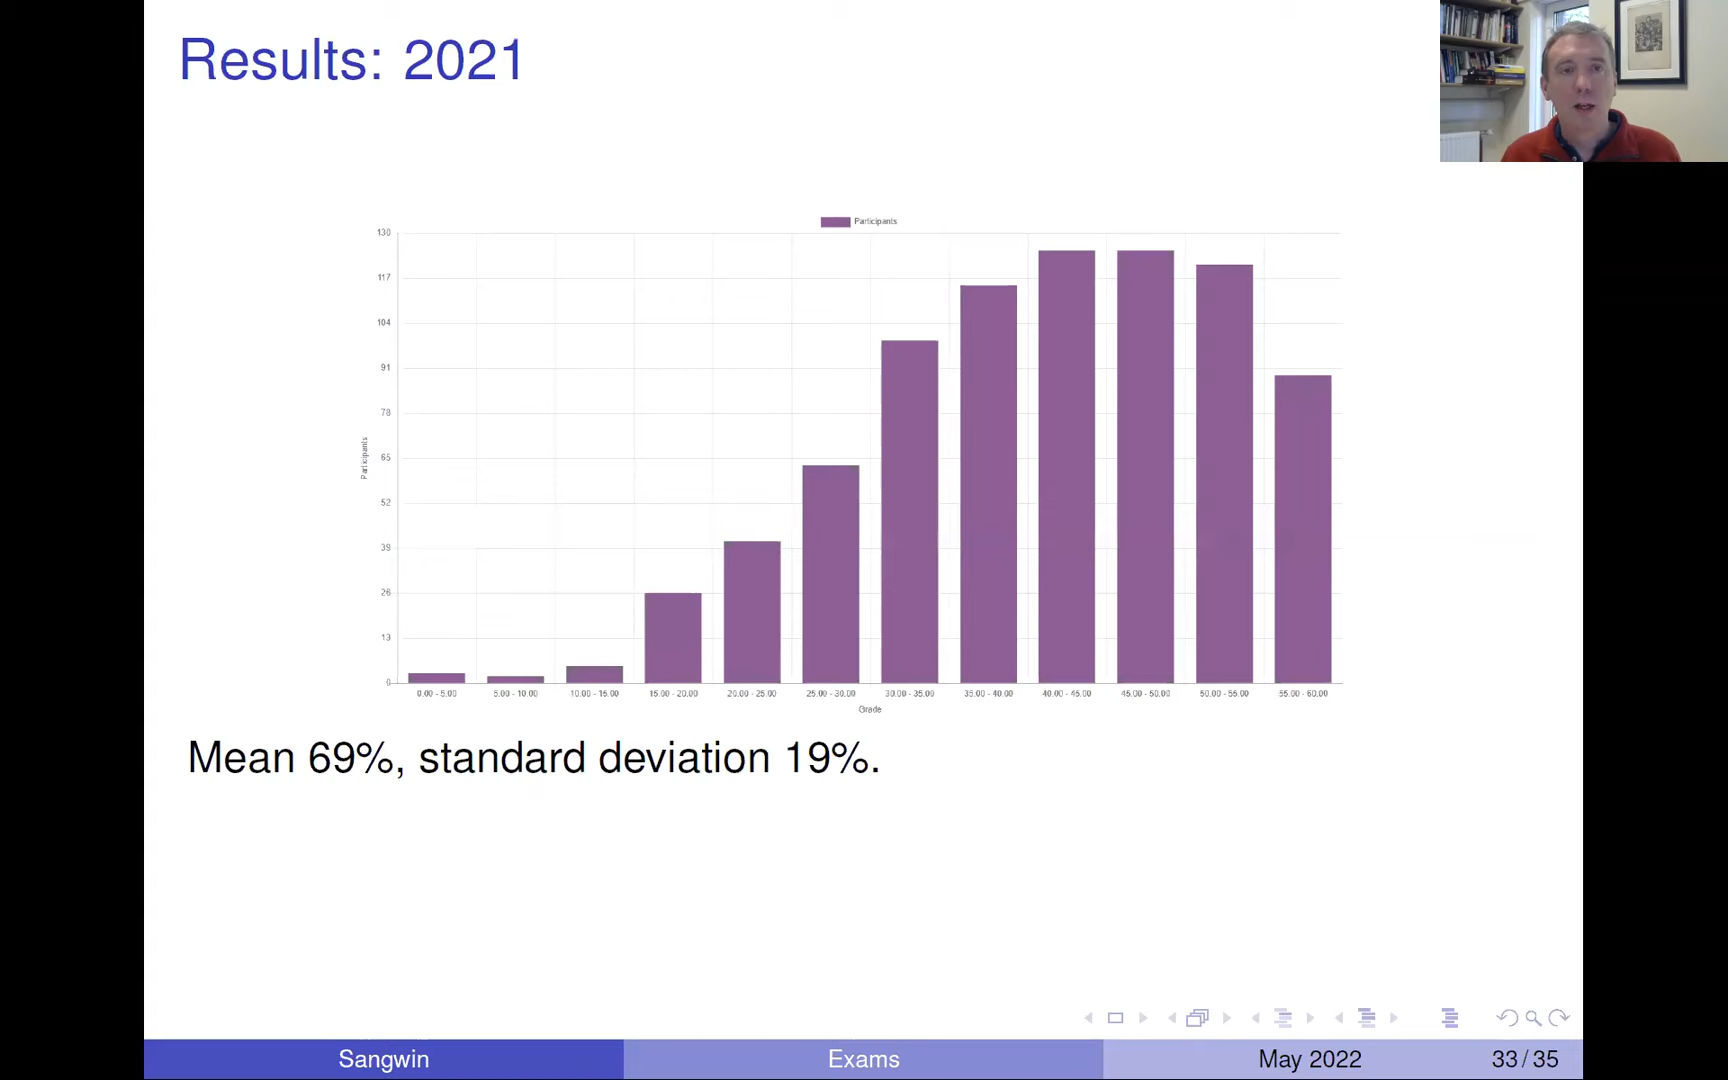 Results: 2021
Participants
130
117
104
91
78
65
52
39
26
13
0
Participants
0.00 - 5.00 5.00 - 10.00 10.00 - 15.00 15.00 - 20.00 20.00 - 25.00 25.00 - 30.00 30.00 - 35.00 35.00 - 40.00 40.00 - 45.00 45.00 - 50.00 50.00 - 55.00 55.00 - 60.00
Grade
Mean 69%, standard deviation 19%.
Sangwin Exams May 2022 33 / 35